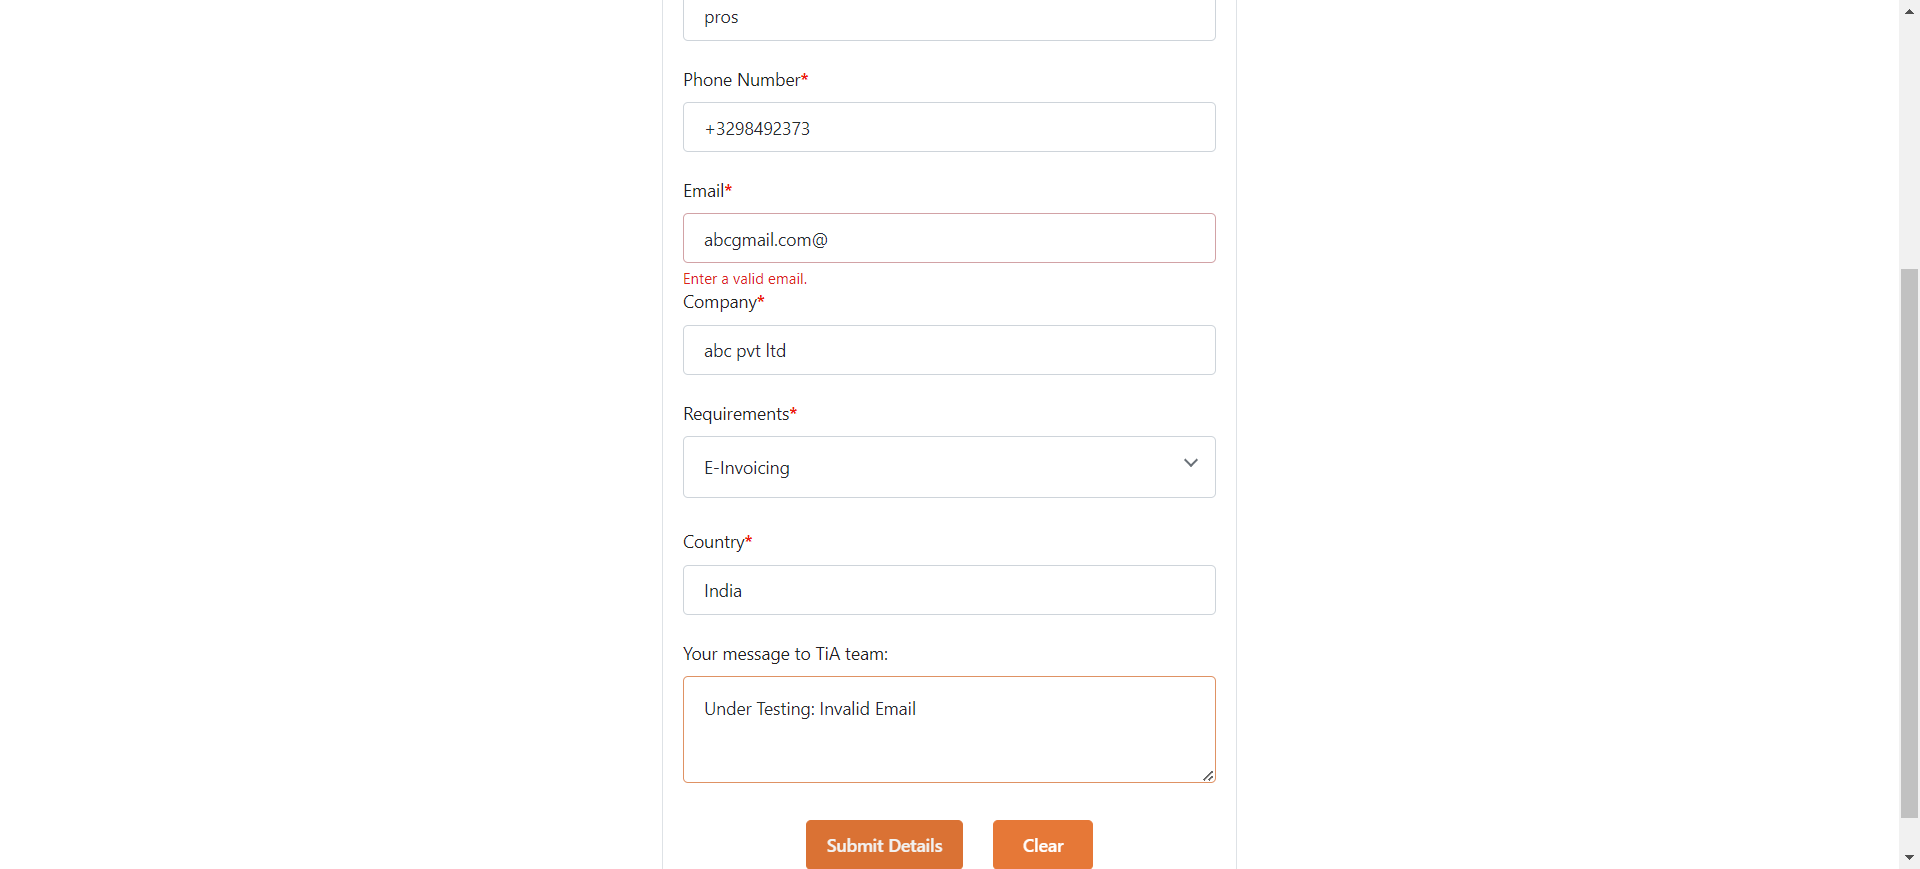 pros
Phone Number*
+3298492373
Email*
abcgmail.com@
Enter a valid email.
Company*
abc pvt ltd
Requirements*
E-Invoicing
Country*
India
Your message to TiA team:
Under Testing: Invalid Email
Submit Details
Clear